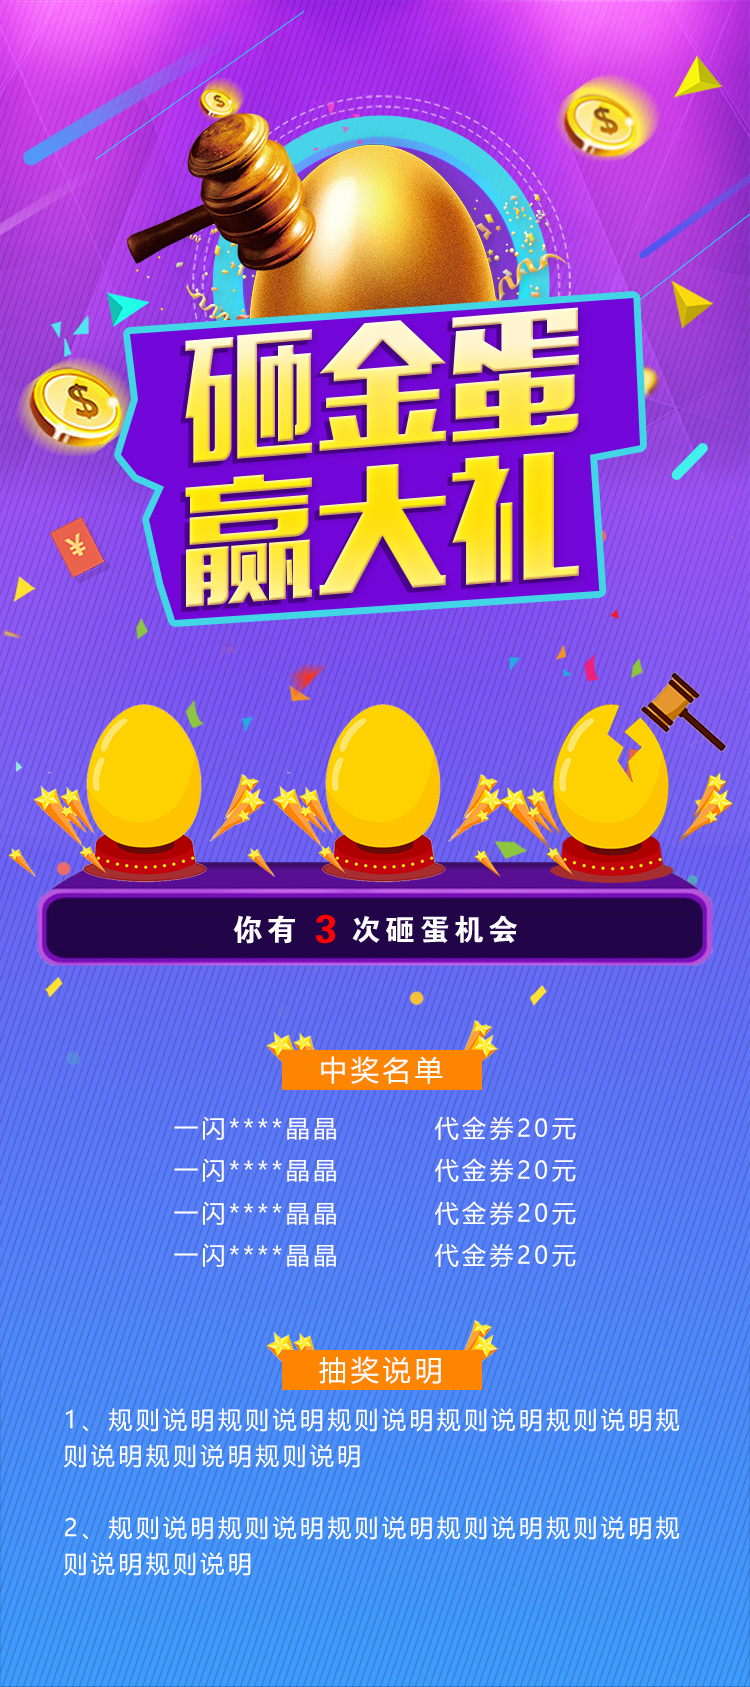 砸金蛋
赢大礼
你有 3 次砸蛋机会
中奖名单
一闪****晶晶 代金券20元
一闪****晶晶 代金券20元
一闪****晶晶 代金券20元
一闪****晶晶 代金券20元
抽奖说明
1、规则说明规则说明规则说明规则说明规则说明规
则说明规则说明规则说明
2、规则说明规则说明规则说明规则说明规则说明规
则说明规则说明